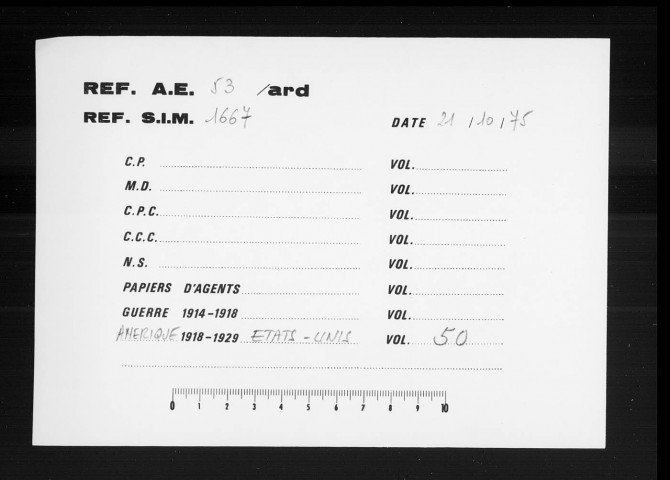 REF. A.E. 53 /ard
REF. S.I.M. 1667
DATE 21 / 10 / 75
C.P. VOL.
M.D. VOL.
C.P.C. VOL.
C.C.C. VOL.
N.S. VOL.
PAPIERS D'AGENTS VOL.
GUERRE 1914-1918 VOL.
AMERIQUE 1918-1929 ETATS-UNIS VOL. 50
0 1 2 3 4 5 6 7 8 9 10